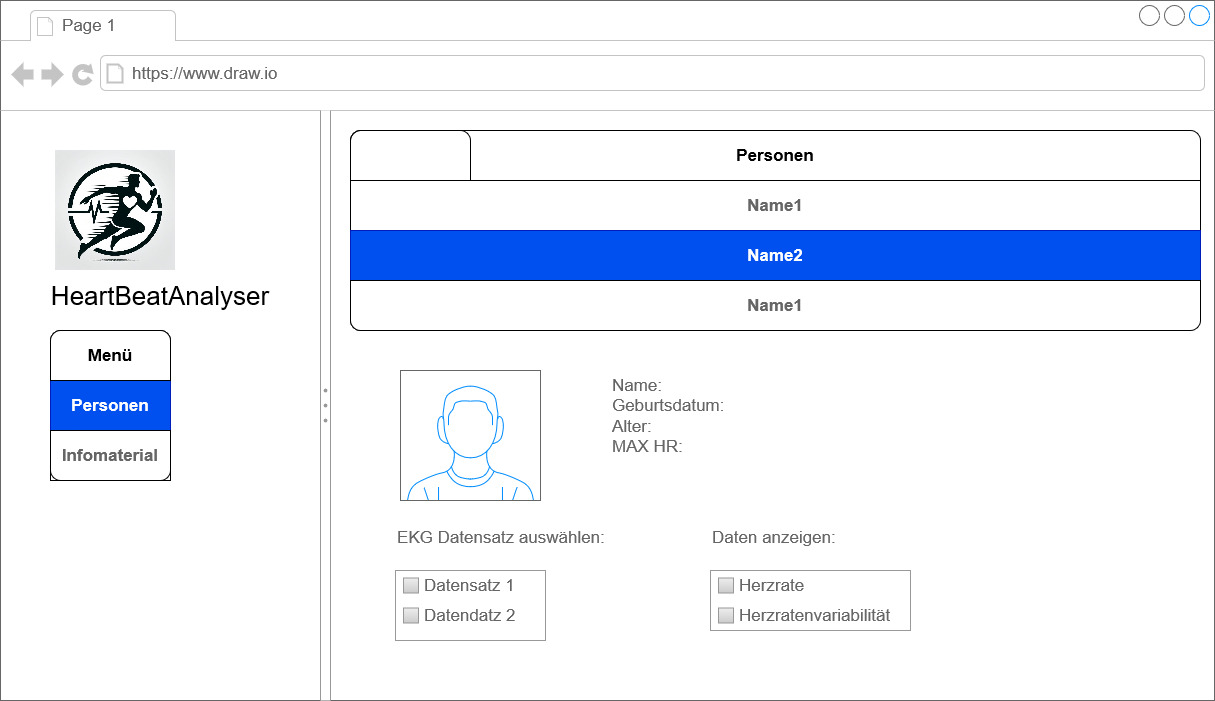 Page 1
https://www.draw.io
HeartBeatAnalyser
Menü
Personen
Infomaterial
Personen
Name1
Name2
Name1
Name:
Geburtsdatum:
Alter:
MAX HR:
EKG Datensatz auswählen:
Datensatz 1
Datendatz 2
Daten anzeigen:
Herzrate
Herzratenvariabilität